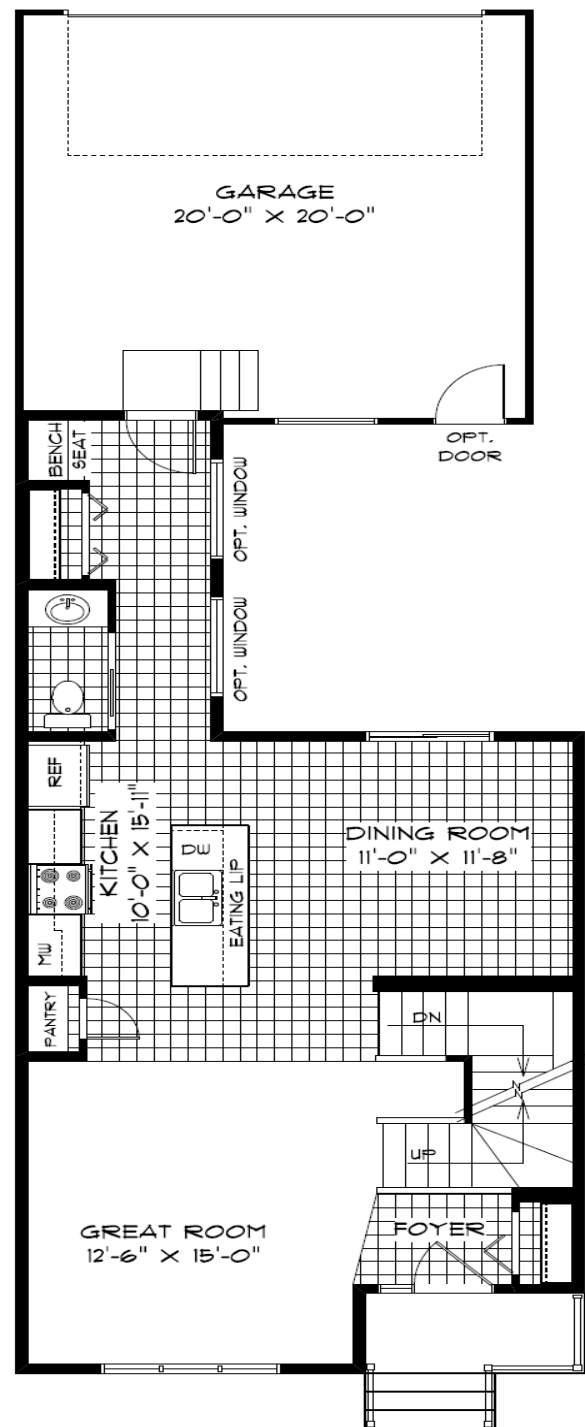 GARAGE
20'-0" X 20'-0"
BENCH
SEAT
OPT.
DOOR
OPT. WINDOW
OPT. WINDOW
REF
KITCHEN
10'-0" X 15'-11"
DW
EATING LIP
DINING ROOM
11'-0" X 11'-8"
MW
PANTRY
DN
UP
GREAT ROOM
12'-6" X 15'-0"
FOYER